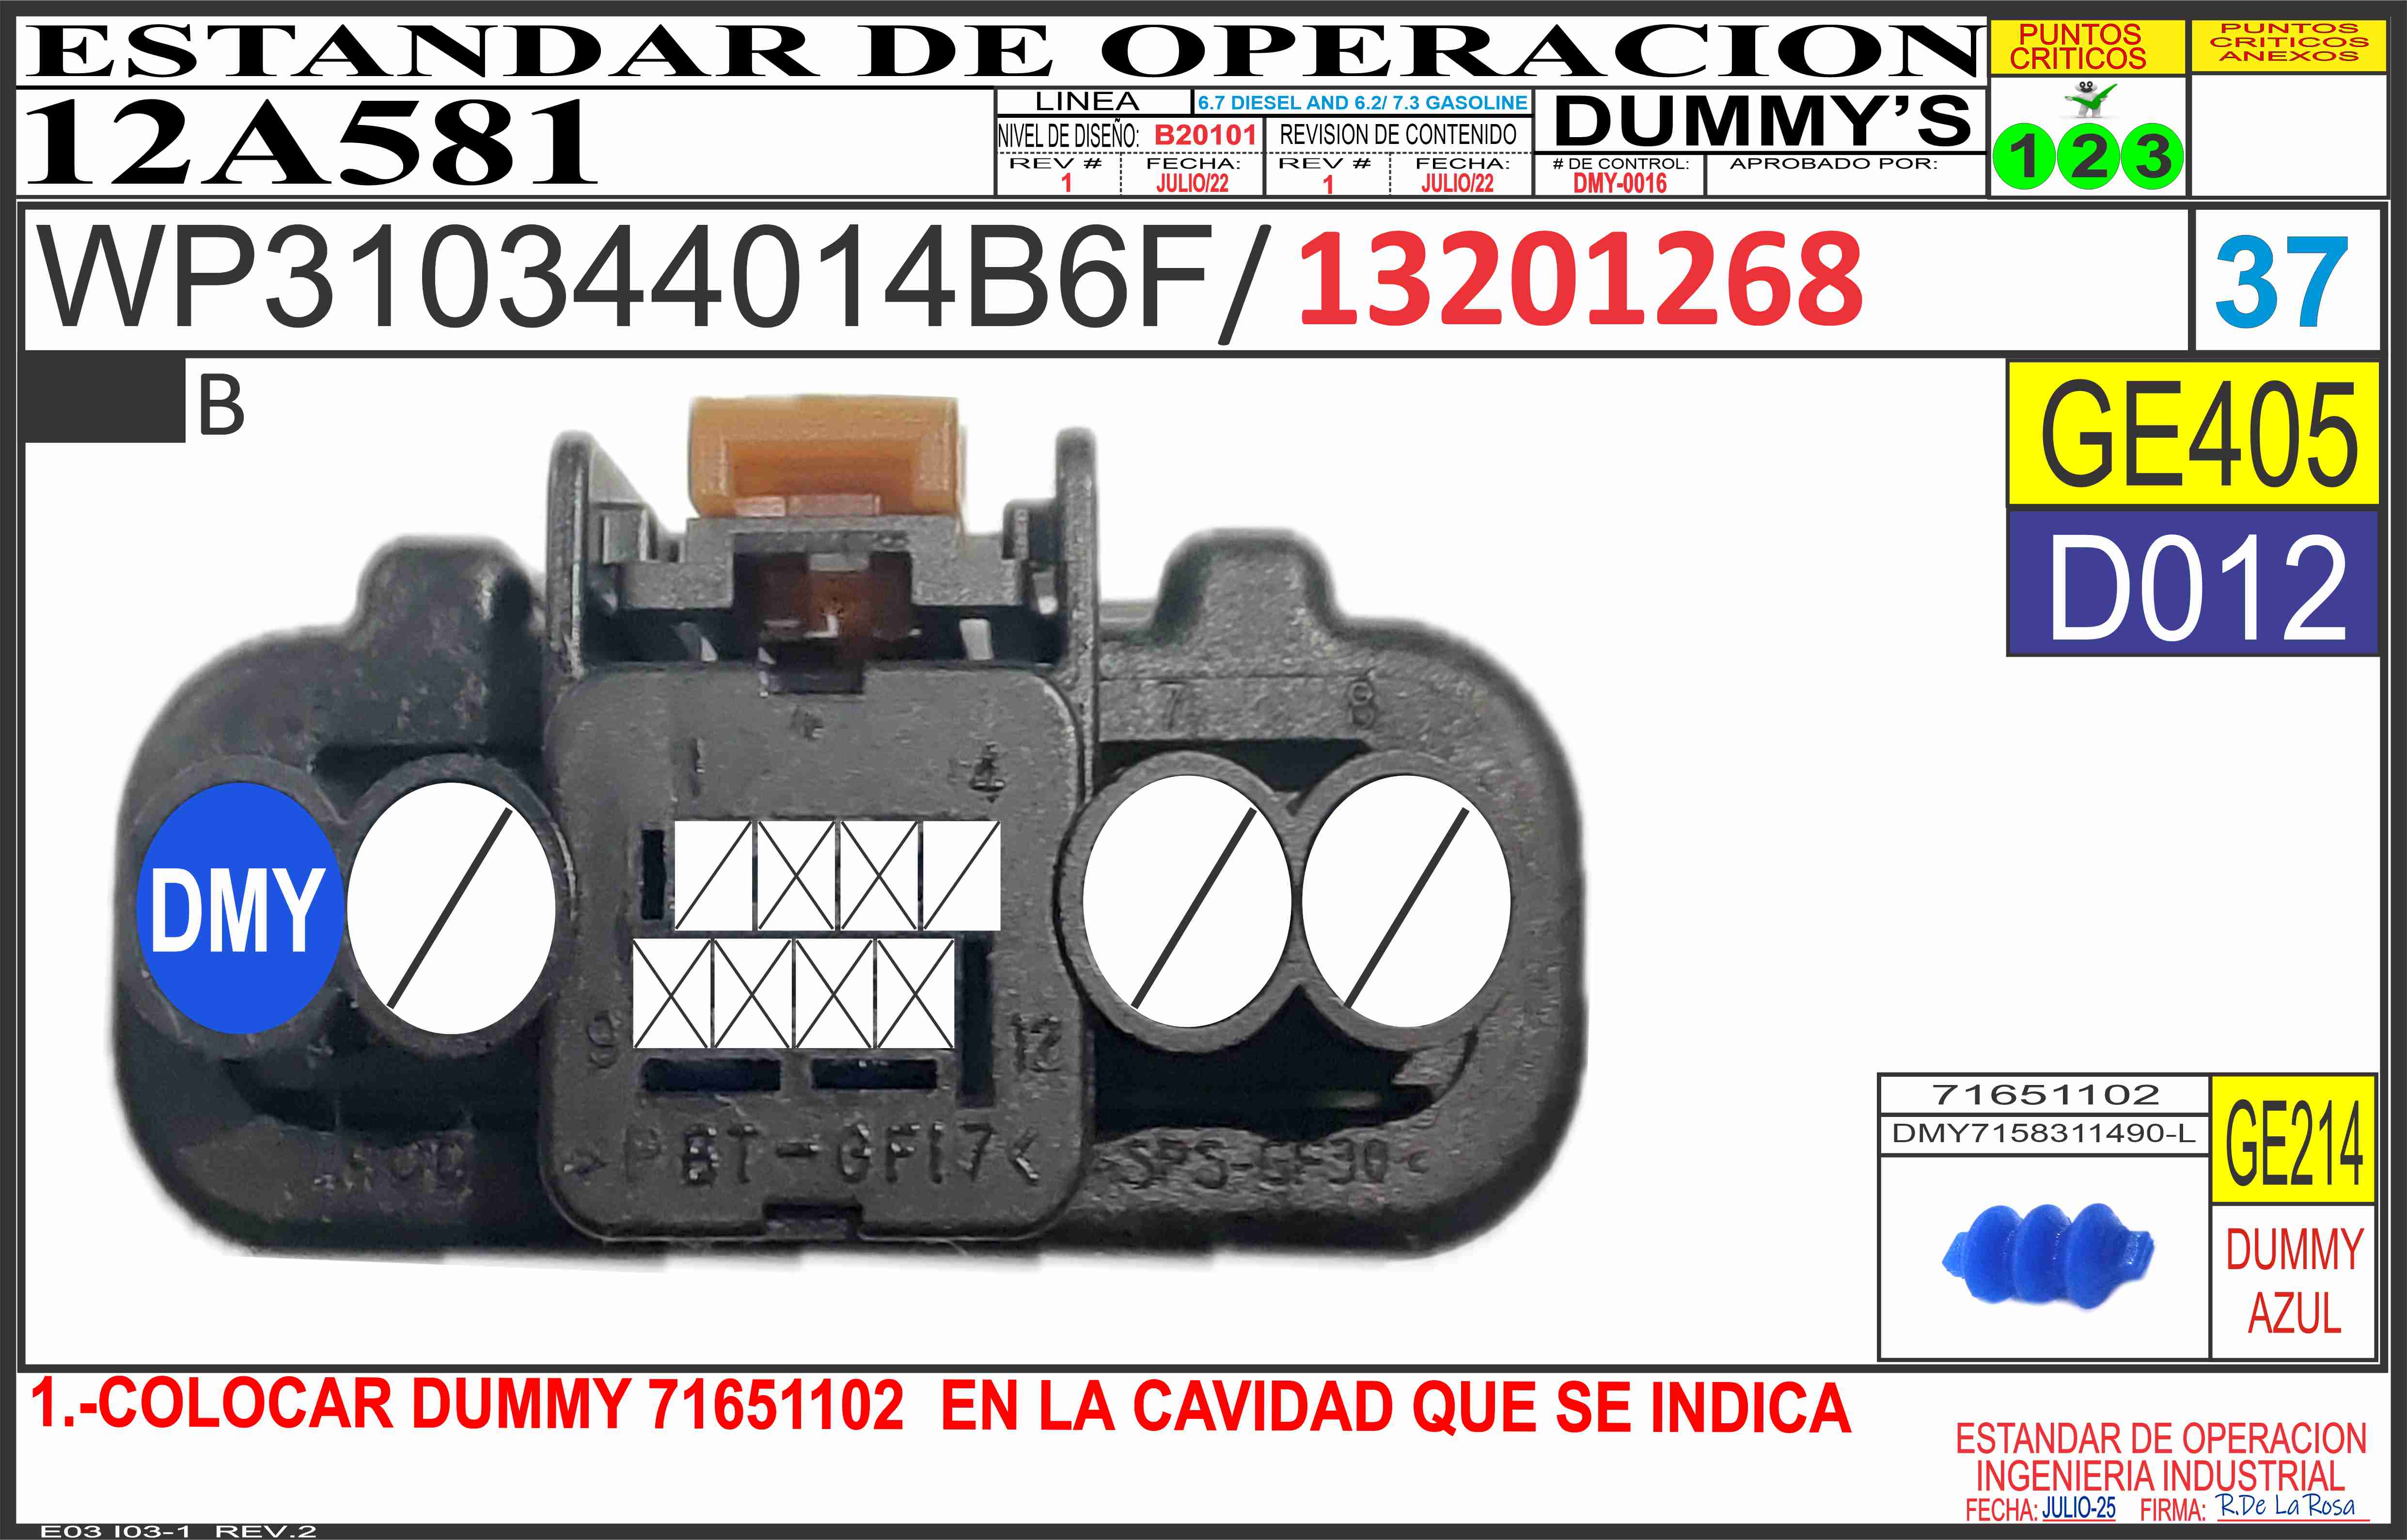 ESTANDAR DE OPERACION
PUNTOS CRITICOS
PUNTOS CRITICOS ANEXOS
12A581
LINEA 6.7 DIESEL AND 6.2/ 7.3 GASOLINE
DUMMY'S
NIVEL DE DISEÑO: B20101 REVISION DE CONTENIDO
REV # FECHA: REV # FECHA: # DE CONTROL: APROBADO POR:
1 JULIO/22 1 JULIO/22 DMY-0016
1 2 3
WP310344014B6F/13201268 37
B
GE405
D012
7 8
1 4
DMY
9 12
>PBT-GF17<
>SPS-GF30<
71651102
DMY7158311490-L
GE214
DUMMY
AZUL
1.-COLOCAR DUMMY 71651102 EN LA CAVIDAD QUE SE INDICA
ESTANDAR DE OPERACION
INGENIERIA INDUSTRIAL
FECHA: JULIO-25 FIRMA: R.De La Rosa
E03 I03-1 REV.2